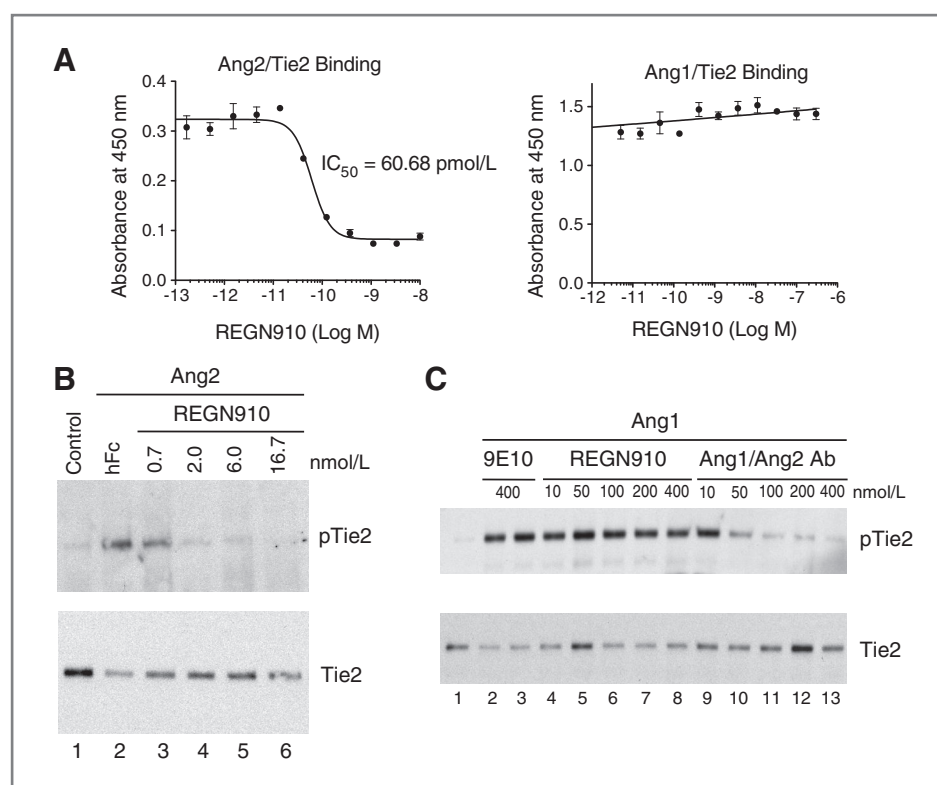 A
Ang2/Tie2 Binding
Absorbance at 450 nm
0.4
0.3
0.2
0.1
0.0
IC50 = 60.68 pmol/L
-13 -12 -11 -10 -9 -8
REGN910 (Log M)
Ang1/Tie2 Binding
Absorbance at 450 nm
1.5
1.0
0.5
0.0
-12 -11 -10 -9 -8 -7 -6
REGN910 (Log M)
B
Ang2
REGN910
Control hFc 0.7 2.0 6.0 16.7 nmol/L
pTie2
Tie2
1 2 3 4 5 6
C
Ang1
9E10 REGN910 Ang1/Ang2 Ab
400 10 50 100 200 400 10 50 100 200 400 nmol/L
pTie2
Tie2
1 2 3 4 5 6 7 8 9 10 11 12 13